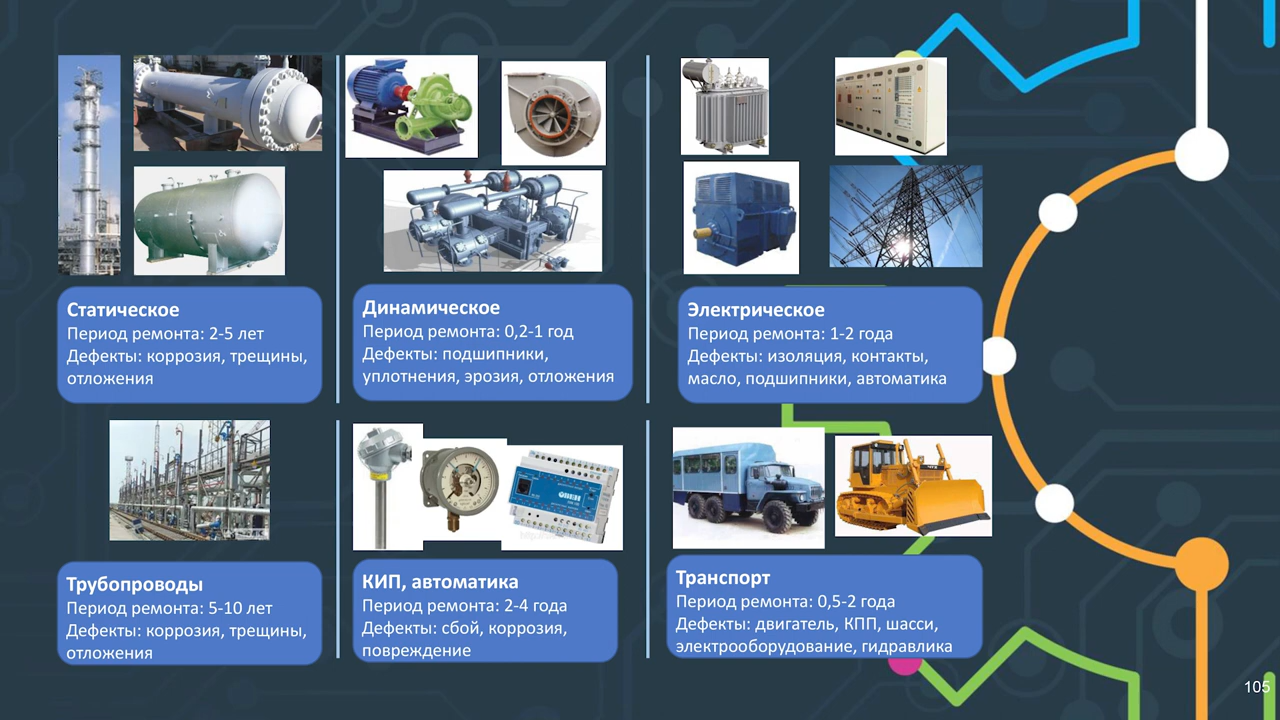 Статическое
Период ремонта: 2-5 лет
Дефекты: коррозия, трещины,
отложения
Динамическое
Период ремонта: 0,2-1 год
Дефекты: подшипники,
уплотнения, эрозия, отложения
Электрическое
Период ремонта: 1-2 года
Дефекты: изоляция, контакты,
масло, подшипники, автоматика
Трубопроводы
Период ремонта: 5-10 лет
Дефекты: коррозия, трещины,
отложения
КИП, автоматика
Период ремонта: 2-4 года
Дефекты: сбой, коррозия,
повреждение
Транспорт
Период ремонта: 0,5-2 года
Дефекты: двигатель, КПП, шасси,
электрооборудование, гидравлика
105